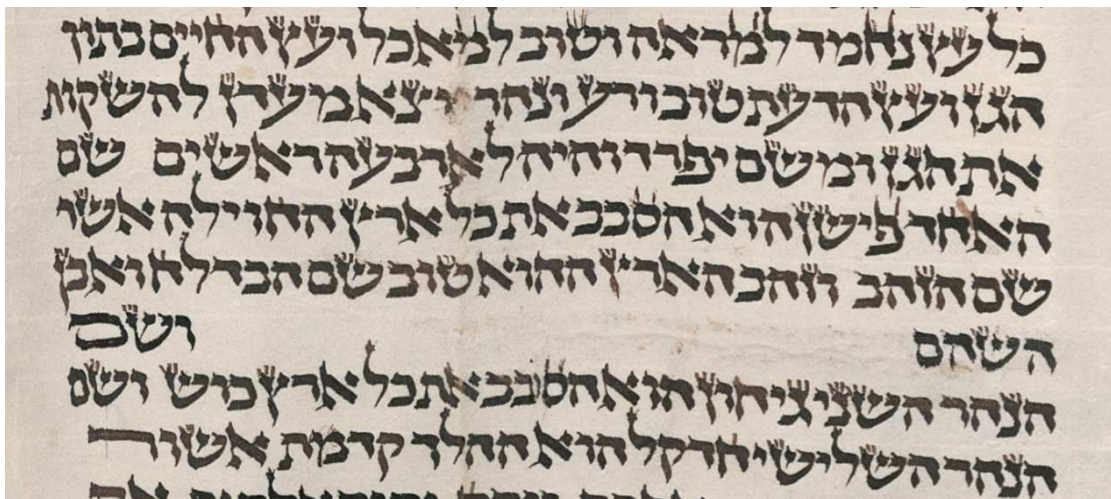 כל עץ נחמד למראה וטוב למאכל ועץ החיים בתוך
הגן ועץ הדעת טוב ורע ונהר יצא מעדן להשקות
את הגן ומשם יפרד והיה לארבעה ראשים שם
האחד פישון הוא הסבב את כל ארץ החוילה אשר
שם הזהב וזהב הארץ ההוא טוב שם הבדלח ואבן
השהם ושם
הנהר השני גיחון הוא הסובב את כל ארץ כוש ושם
הנהר השלישי חדקל הוא ההלך קדמת אשור